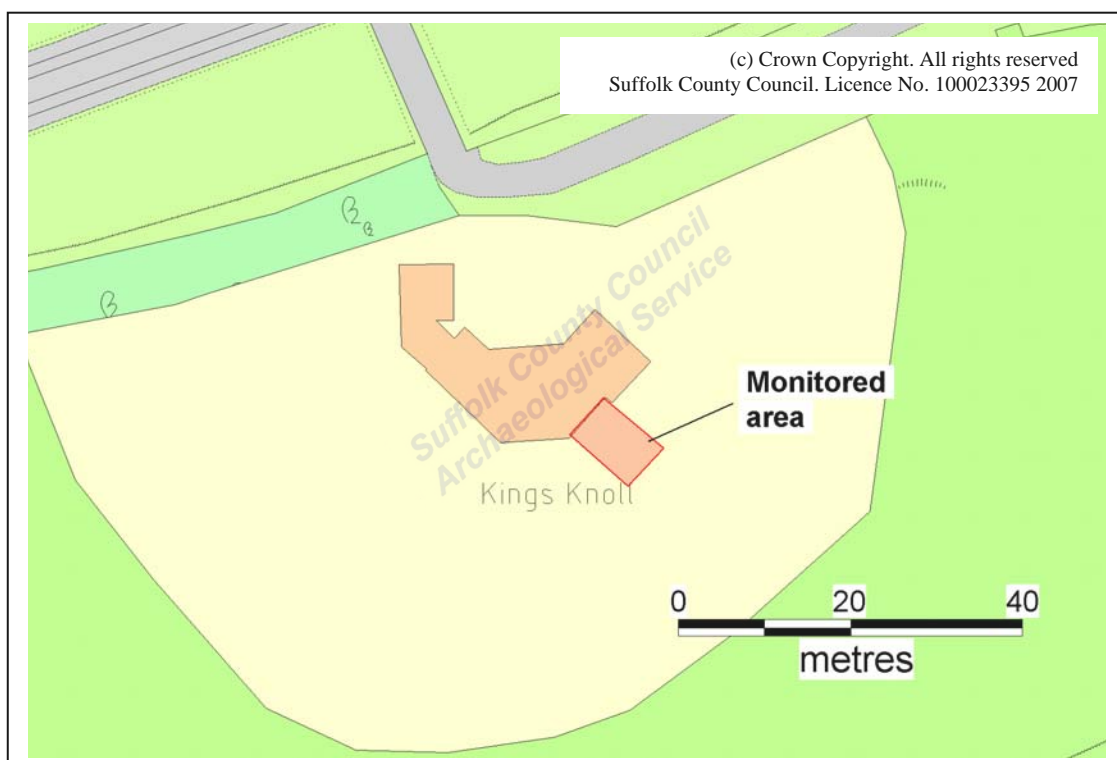 (c) Crown Copyright. All rights reserved
Suffolk County Council. Licence No. 100023395 2007
Suffolk County Council
Archaeological Service
Monitored
area
Kings Knoll
0 20 40
metres